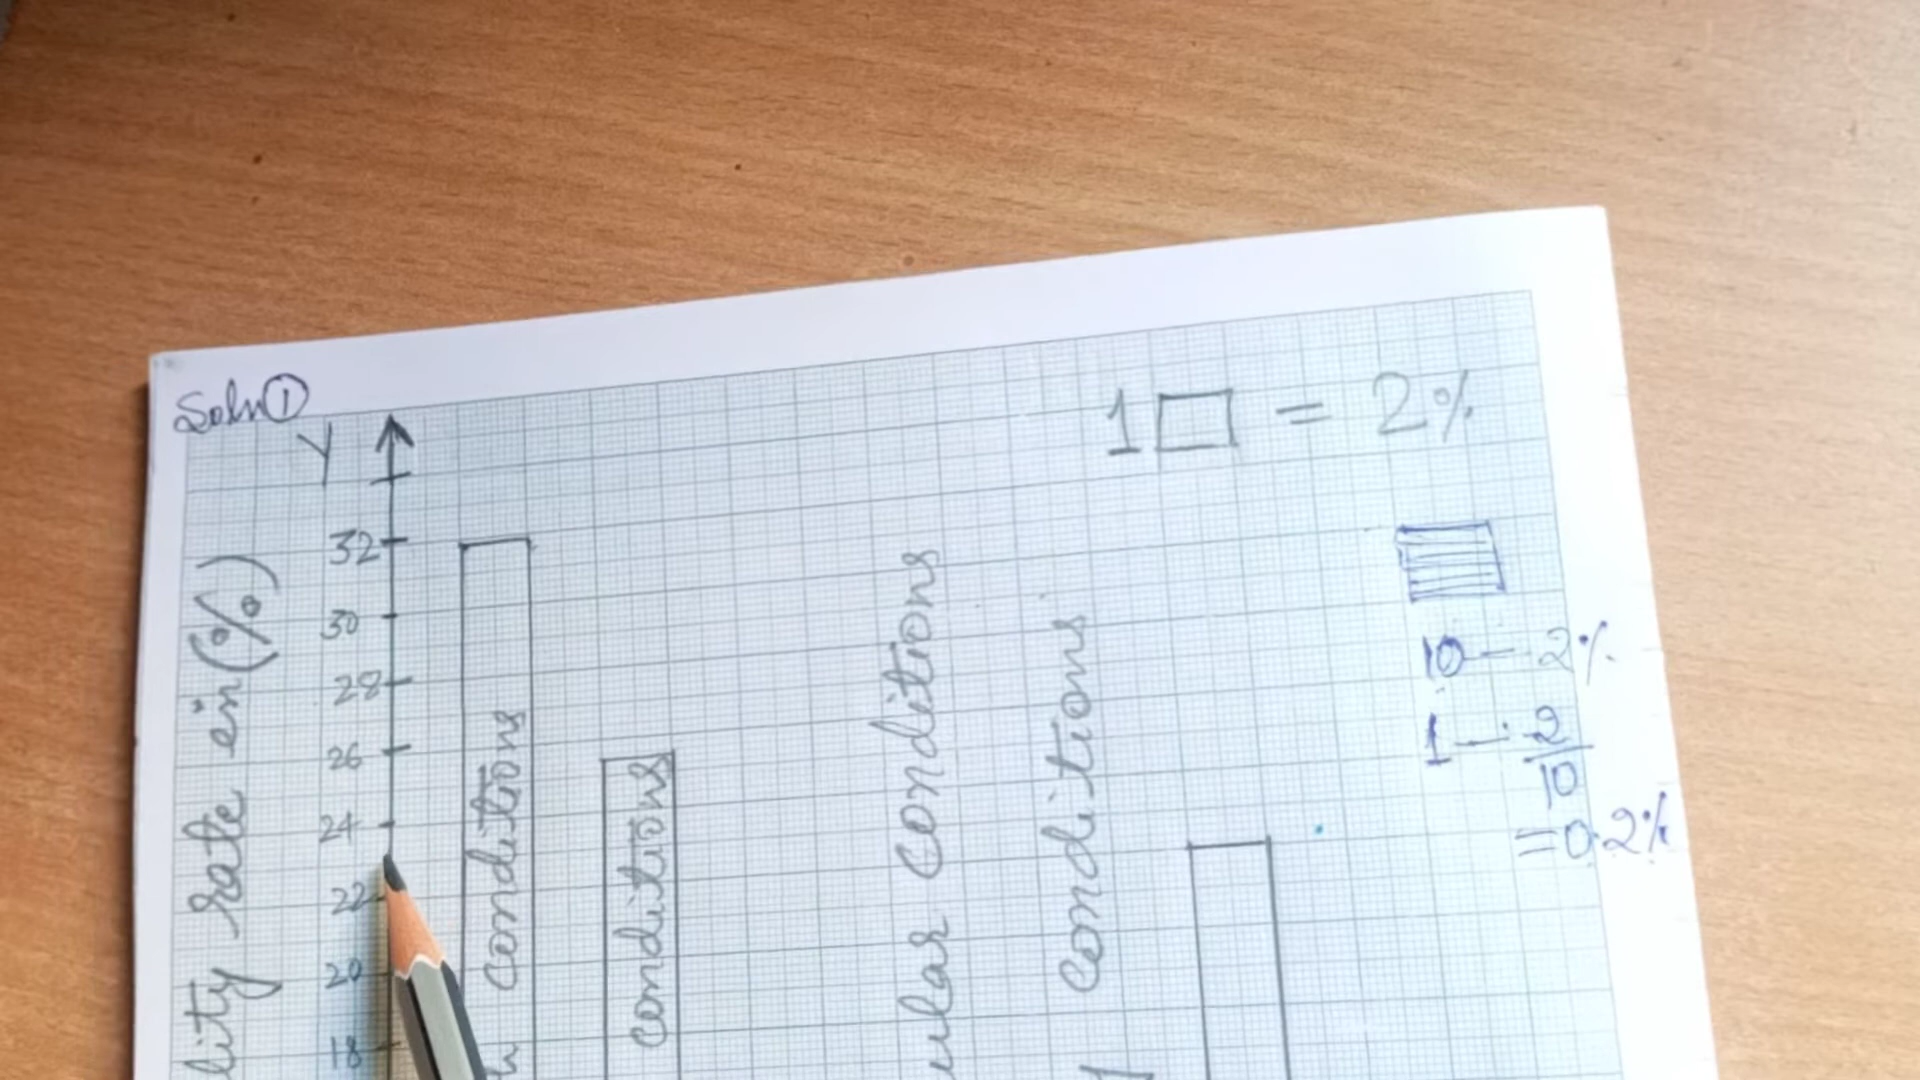 Soln ①
Y
1 □ = 2%
32
30
28
26
24
22
20
18
lity rate in (%)
conditions
conditions
ular conditions
conditions
10 — 2%
1 — 2/10
= 0.2%